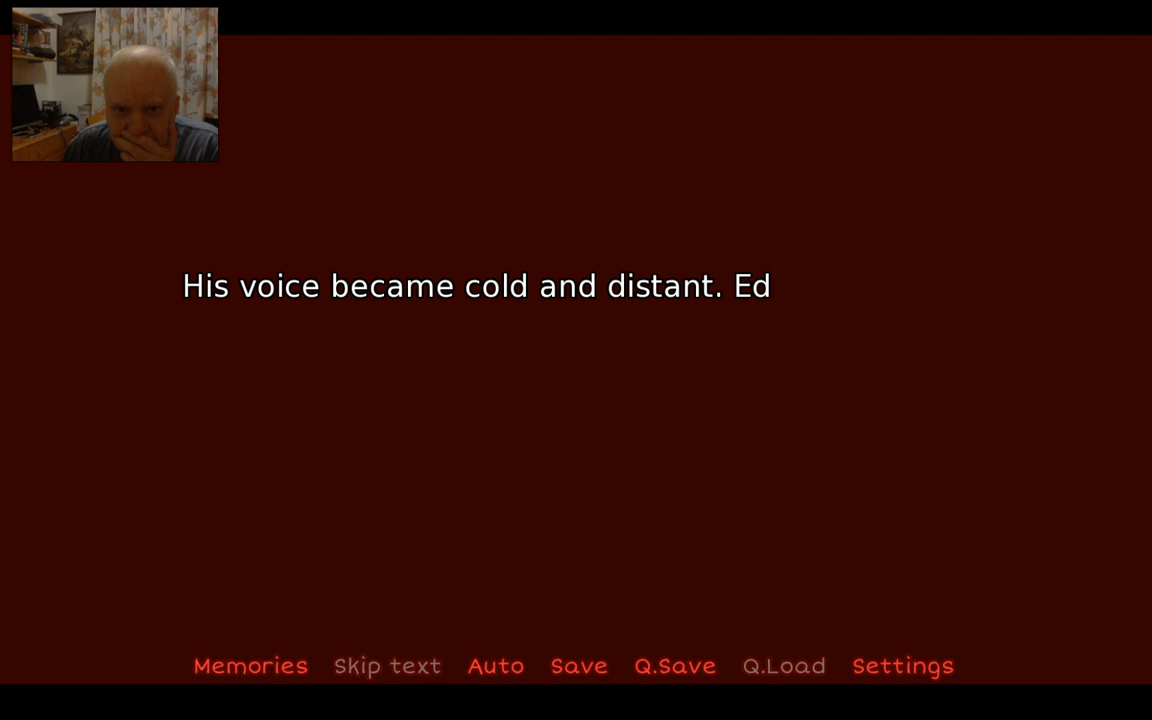 His voice became cold and distant. Ed
Memories Skip text Auto Save Q.Save Q.Load Settings